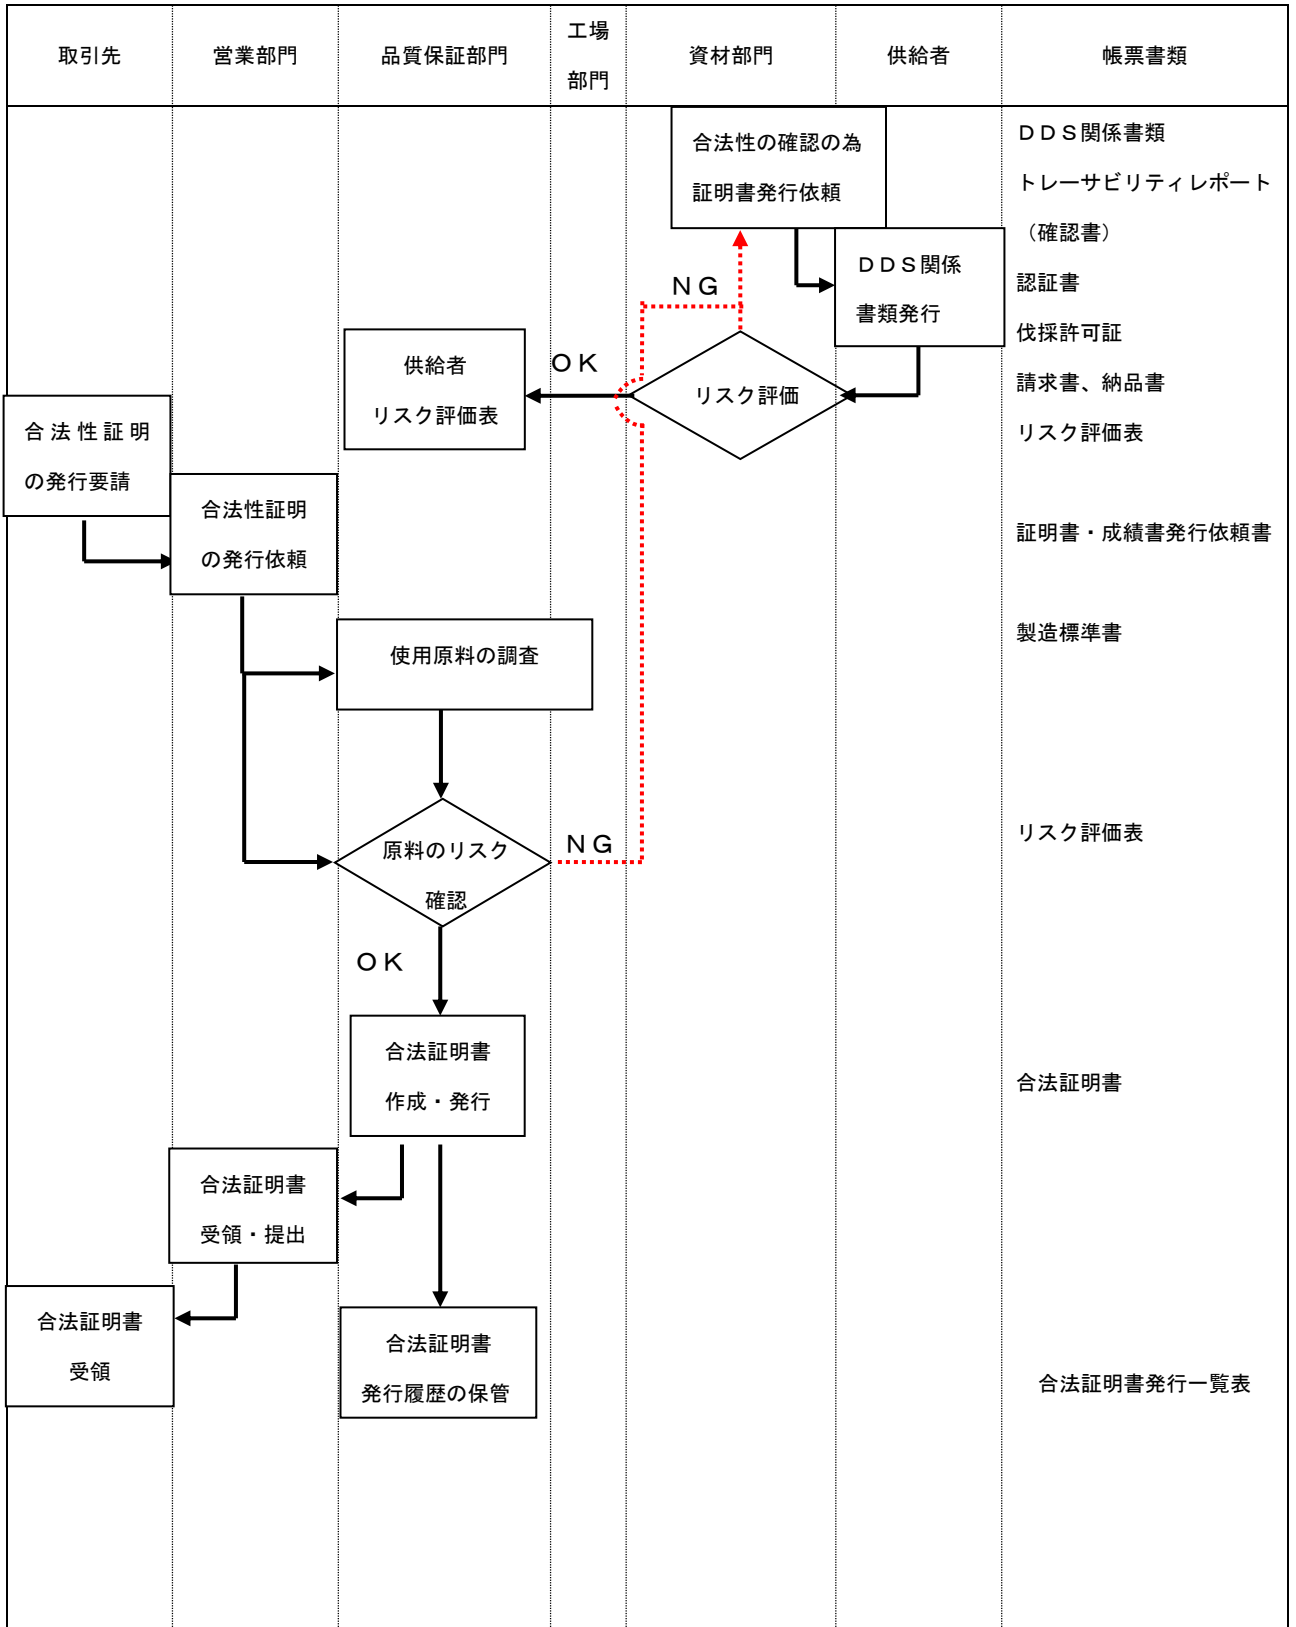 取引先
営業部門
品質保証部門
工場
部門
資材部門
供給者
帳票書類
合法性の確認の為
証明書発行依頼
ＤＤＳ関係書類
トレーサビリティレポート
（確認書）
認証書
伐採許可証
請求書、納品書
リスク評価表
ＤＤＳ関係
書類発行
ＮＧ
リスク評価
ＯＫ
供給者
リスク評価表
合法性証明
の発行要請
合法性証明
の発行依頼
証明書・成績書発行依頼書
使用原料の調査
製造標準書
原料のリスク
確認
ＮＧ
リスク評価表
ＯＫ
合法証明書
作成・発行
合法証明書
合法証明書
受領・提出
合法証明書
受領
合法証明書
発行履歴の保管
合法証明書発行一覧表